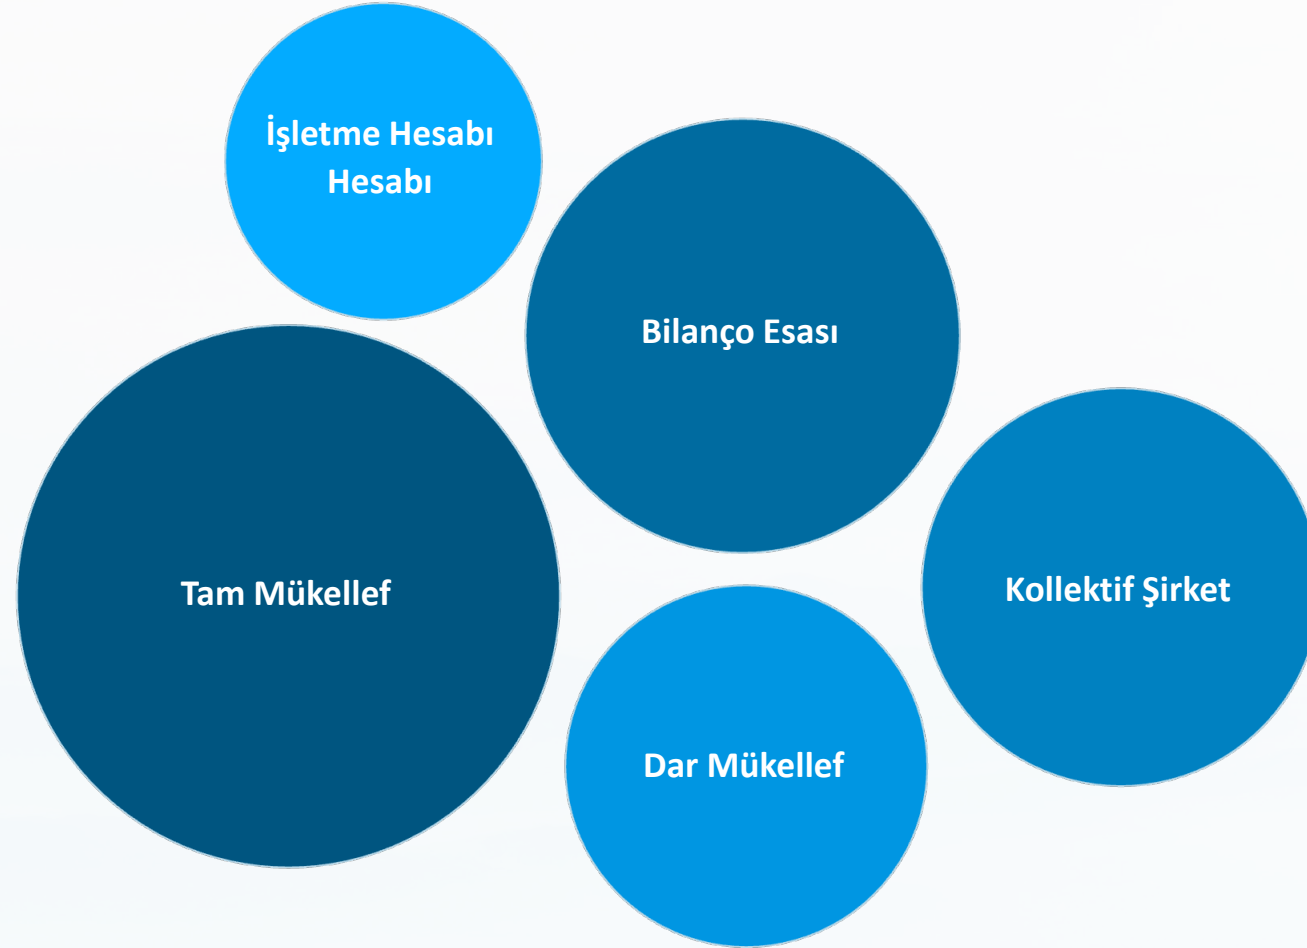 İşletme Hesabı
Hesabı
Bilanço Esası
Tam Mükellef
Kollektif Şirket
Dar Mükellef